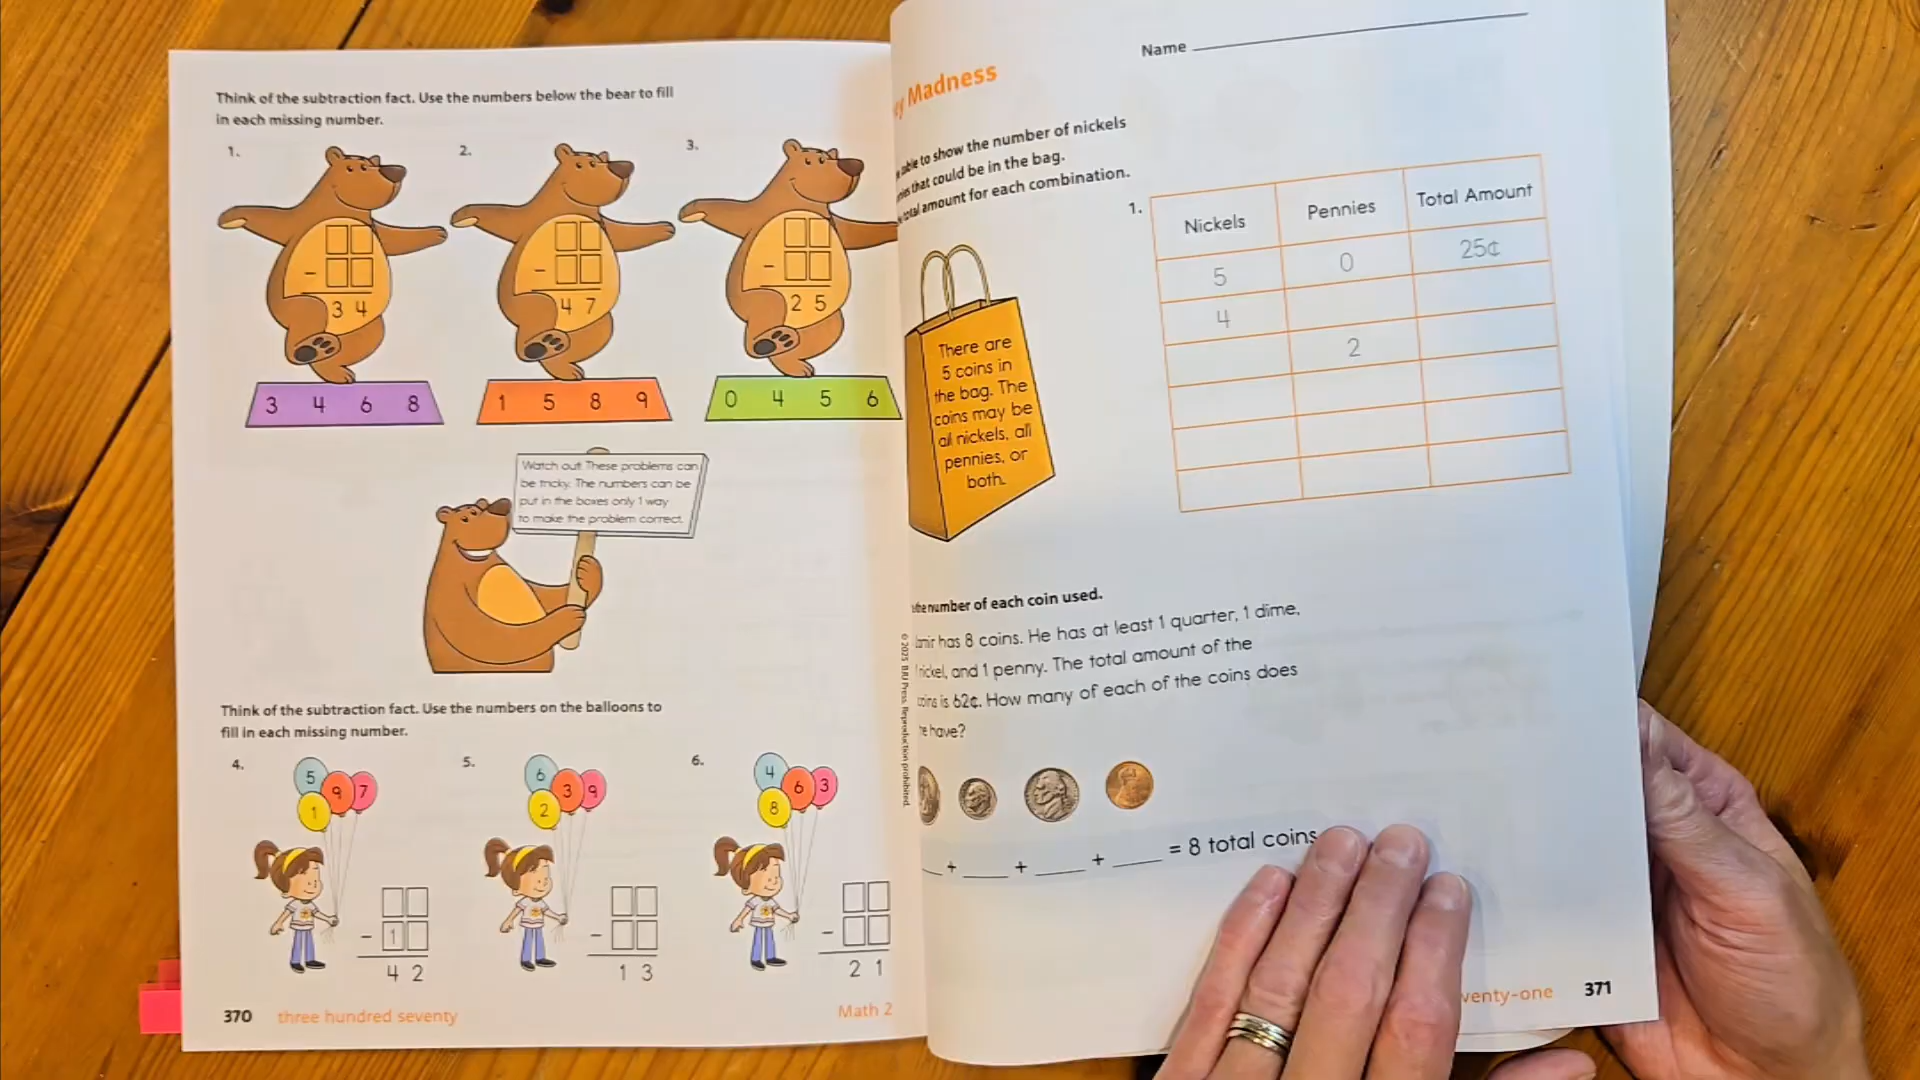 Think of the subtraction fact. Use the numbers below the bear to fill
in each missing number.
1.
2.
3.
-
3 4
-
4 7
-
2 5
3 4 6 8
1 5 8 9
0 4 5 6
Watch out! These problems can
be tricky. The numbers can be
put in the boxes only 1 way
to make the problem correct.
Think of the subtraction fact. Use the numbers on the balloons to
fill in each missing number.
4.
5 9 7
1
- 1
4 2
5.
6 3 9
2
-
1 3
6.
4 6 3
8
-
2 1
370 three hundred seventy
Math 2
Name
Madness
to show the number of nickels
that could be in the bag.
total amount for each combination.
There are
5 coins in
the bag. The
coins may be
all nickels, all
pennies, or
both.
1.
Nickels Pennies Total Amount
5 0 25¢
4
2
the number of each coin used.
has 8 coins. He has at least 1 quarter, 1 dime,
nickel, and 1 penny. The total amount of the
coins is 62¢. How many of each of the coins does
he have?
+ + + = 8 total coins
© 2025 BJU Press. Reproduction prohibited.
venty-one 371